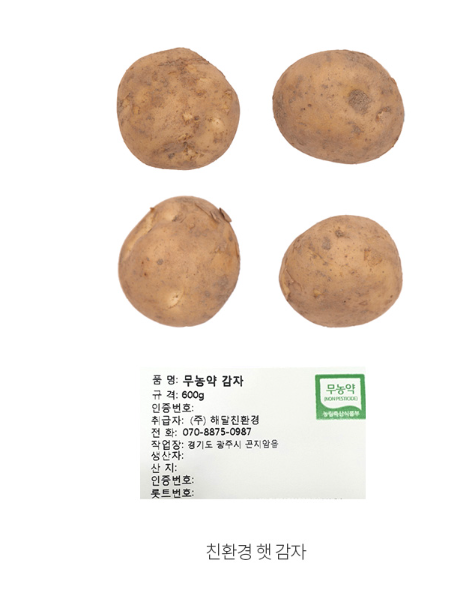 품 명: 무농약 감자
규 격: 600g
인증번호:
취급자: (주) 해달친환경
전 화: 070-8875-0987
작업장: 경기도 광주시 곤지암읍
생산자:
산 지:
인증번호:
롯트번호:
무농약
(NON PESTICIDE)
농림축산식품부
친환경 햇 감자